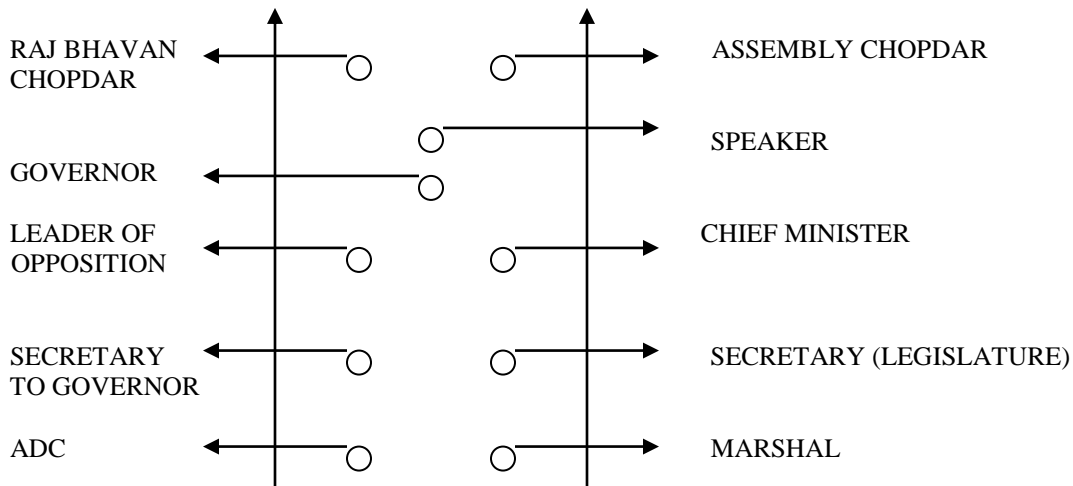 RAJ BHAVAN
CHOPDAR
ASSEMBLY CHOPDAR
SPEAKER
GOVERNOR
LEADER OF
OPPOSITION
CHIEF MINISTER
SECRETARY
TO GOVERNOR
SECRETARY (LEGISLATURE)
ADC
MARSHAL